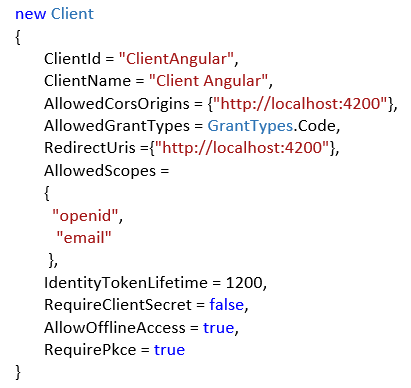 new Client
{
ClientId = "ClientAngular",
ClientName = "Client Angular",
AllowedCorsOrigins = {"http://localhost:4200"},
AllowedGrantTypes = GrantTypes.Code,
RedirectUris ={"http://localhost:4200"},
AllowedScopes =
{
"openid",
"email"
},
IdentityTokenLifetime = 1200,
RequireClientSecret = false,
AllowOfflineAccess = true,
RequirePkce = true
}